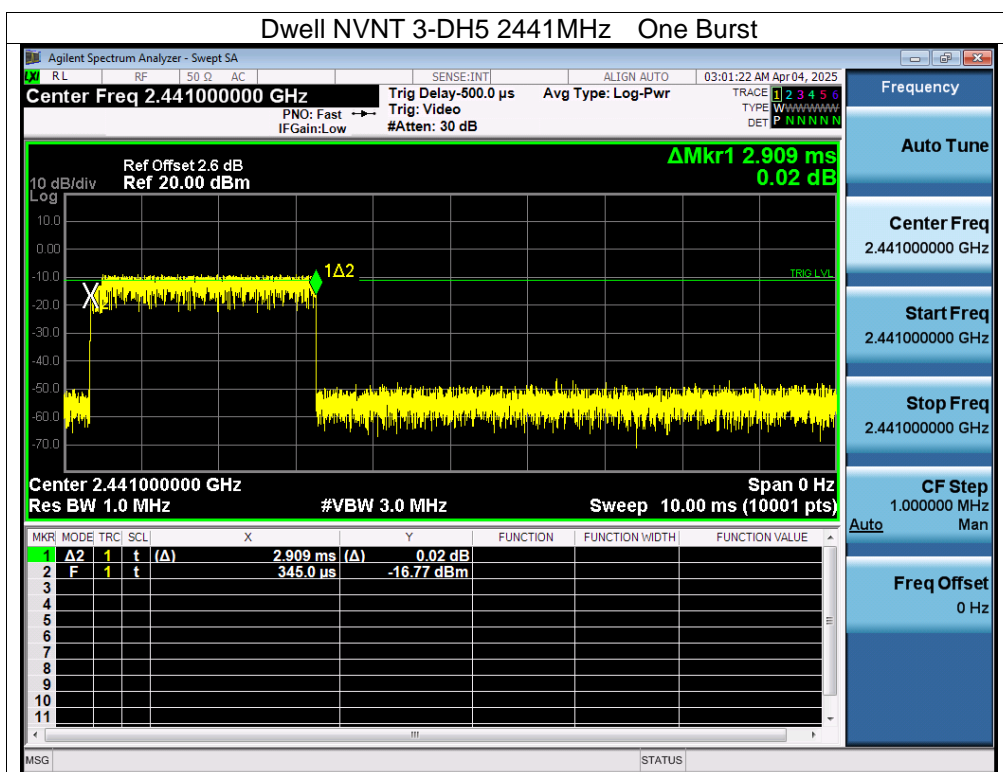 Dwell NVNT 3-DH5 2441MHz One Burst
Agilent Spectrum Analyzer - Swept SA
LXI RL RF 50 Ω AC SENSE:INT ALIGN AUTO 03:01:22 AM Apr 04, 2025
Center Freq 2.441000000 GHz
PNO: Fast
IFGain:Low
Trig Delay-500.0 μs
Trig: Video
#Atten: 30 dB
Avg Type: Log-Pwr
TRACE 1 2 3 4 5 6
TYPE WWWWWWW
DET P N N N N N
ΔMkr1 2.909 ms
0.02 dB
Ref Offset 2.6 dB
10 dB/div Ref 20.00 dBm
Log
10.0
0.00
-10.0
-20.0
-30.0
-40.0
-50.0
-60.0
-70.0
1Δ2
TRIG LVL
X2
Center 2.441000000 GHz Span 0 Hz
Res BW 1.0 MHz #VBW 3.0 MHz Sweep 10.00 ms (10001 pts)
MKR MODE TRC SCL X Y FUNCTION FUNCTION WIDTH FUNCTION VALUE
1 Δ2 1 t (Δ) 2.909 ms (Δ) 0.02 dB
2 F 1 t 345.0 μs -16.77 dBm
3
4
5
6
7
8
9
10
11
MSG STATUS
Frequency
Auto Tune
Center Freq
2.441000000 GHz
Start Freq
2.441000000 GHz
Stop Freq
2.441000000 GHz
CF Step
1.000000 MHz
Auto Man
Freq Offset
0 Hz